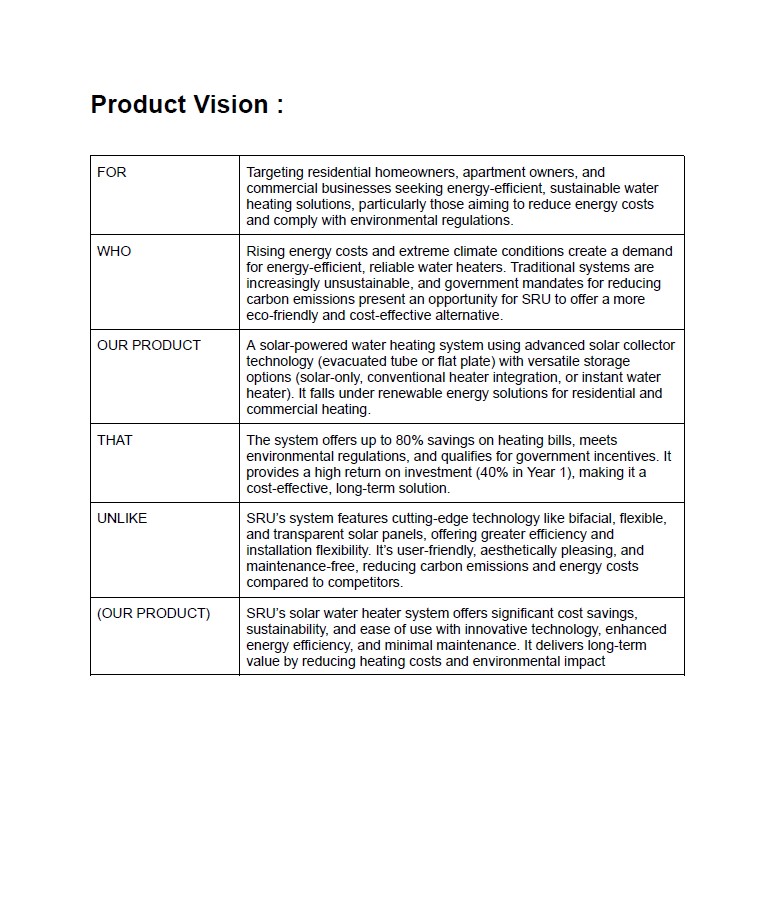 Product Vision :
FOR
Targeting residential homeowners, apartment owners, and
commercial businesses seeking energy-efficient, sustainable water
heating solutions, particularly those aiming to reduce energy costs
and comply with environmental regulations.
WHO
Rising energy costs and extreme climate conditions create a demand
for energy-efficient, reliable water heaters. Traditional systems are
increasingly unsustainable, and government mandates for reducing
carbon emissions present an opportunity for SRU to offer a more
eco-friendly and cost-effective alternative.
OUR PRODUCT
A solar-powered water heating system using advanced solar collector
technology (evacuated tube or flat plate) with versatile storage
options (solar-only, conventional heater integration, or instant water
heater). It falls under renewable energy solutions for residential and
commercial heating.
THAT
The system offers up to 80% savings on heating bills, meets
environmental regulations, and qualifies for government incentives. It
provides a high return on investment (40% in Year 1), making it a
cost-effective, long-term solution.
UNLIKE
SRU’s system features cutting-edge technology like bifacial, flexible,
and transparent solar panels, offering greater efficiency and
installation flexibility. It’s user-friendly, aesthetically pleasing, and
maintenance-free, reducing carbon emissions and energy costs
compared to competitors.
(OUR PRODUCT)
SRU’s solar water heater system offers significant cost savings,
sustainability, and ease of use with innovative technology, enhanced
energy efficiency, and minimal maintenance. It delivers long-term
value by reducing heating costs and environmental impact